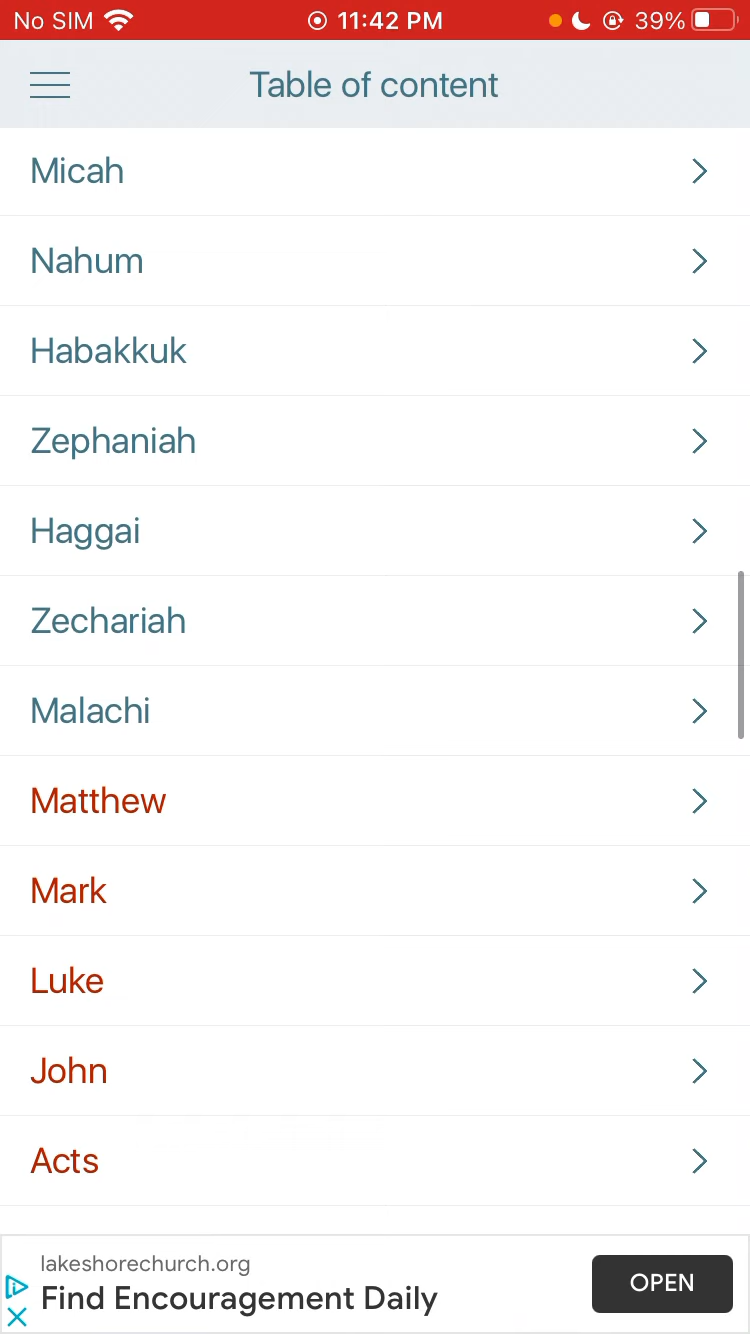 No SIM 11:42 PM 39%
Table of content
Micah
Nahum
Habakkuk
Zephaniah
Haggai
Zechariah
Malachi
Matthew
Mark
Luke
John
Acts
lakeshorechurch.org
Find Encouragement Daily
OPEN